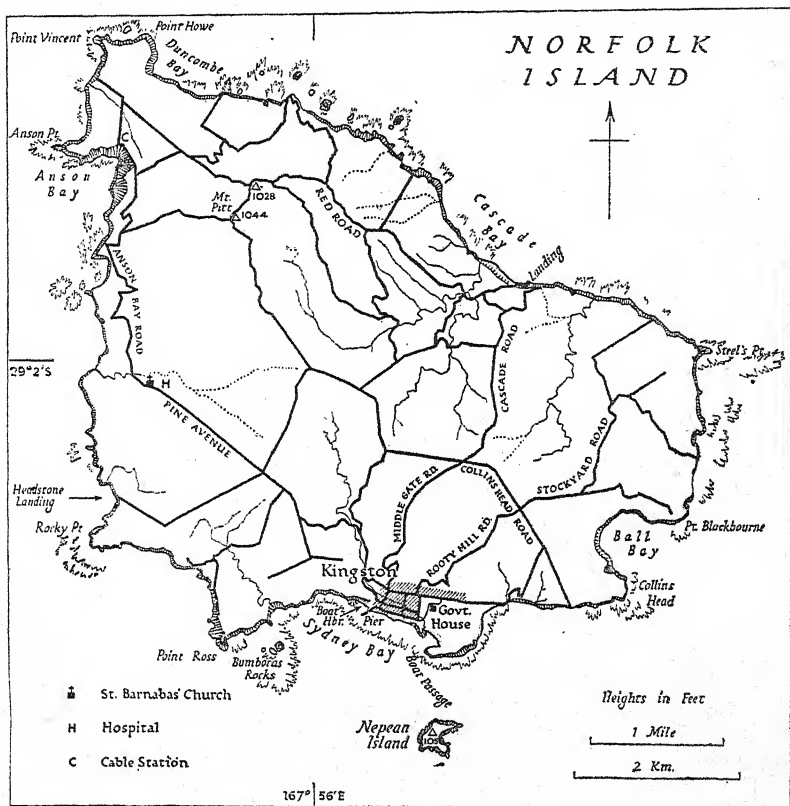 NORFOLK
ISLAND
Point Vincent
Point Howe
Duncombe
Bay
Anson Pt.
C
Anson
Bay
1028
Mt.
Pitt
1044
RED ROAD
Cascade
Bay
Landing
ANSON
BAY ROAD
CASCADE ROAD
Steel's Pt.
29°2'S
H
PINE AVENUE
STOCKYARD ROAD
Headstone
Landing
MIDDLE GATE RD.
COLLINS HEAD
ROAD
Rocky Pt
ROOTY HILL RD.
Pt. Blackbourne
Ball
Bay
Kingston
Collins
Head
Boat
Hbr.
Pier
Govt.
House
Sydney Bay
Point Ross
Bumboras
Rocks
Boat Passage
St. Barnabas' Church
Heights in Feet
H Hospital
Nepean
Island
105
1 Mile
C Cable Station
2 Km.
167° 56'E